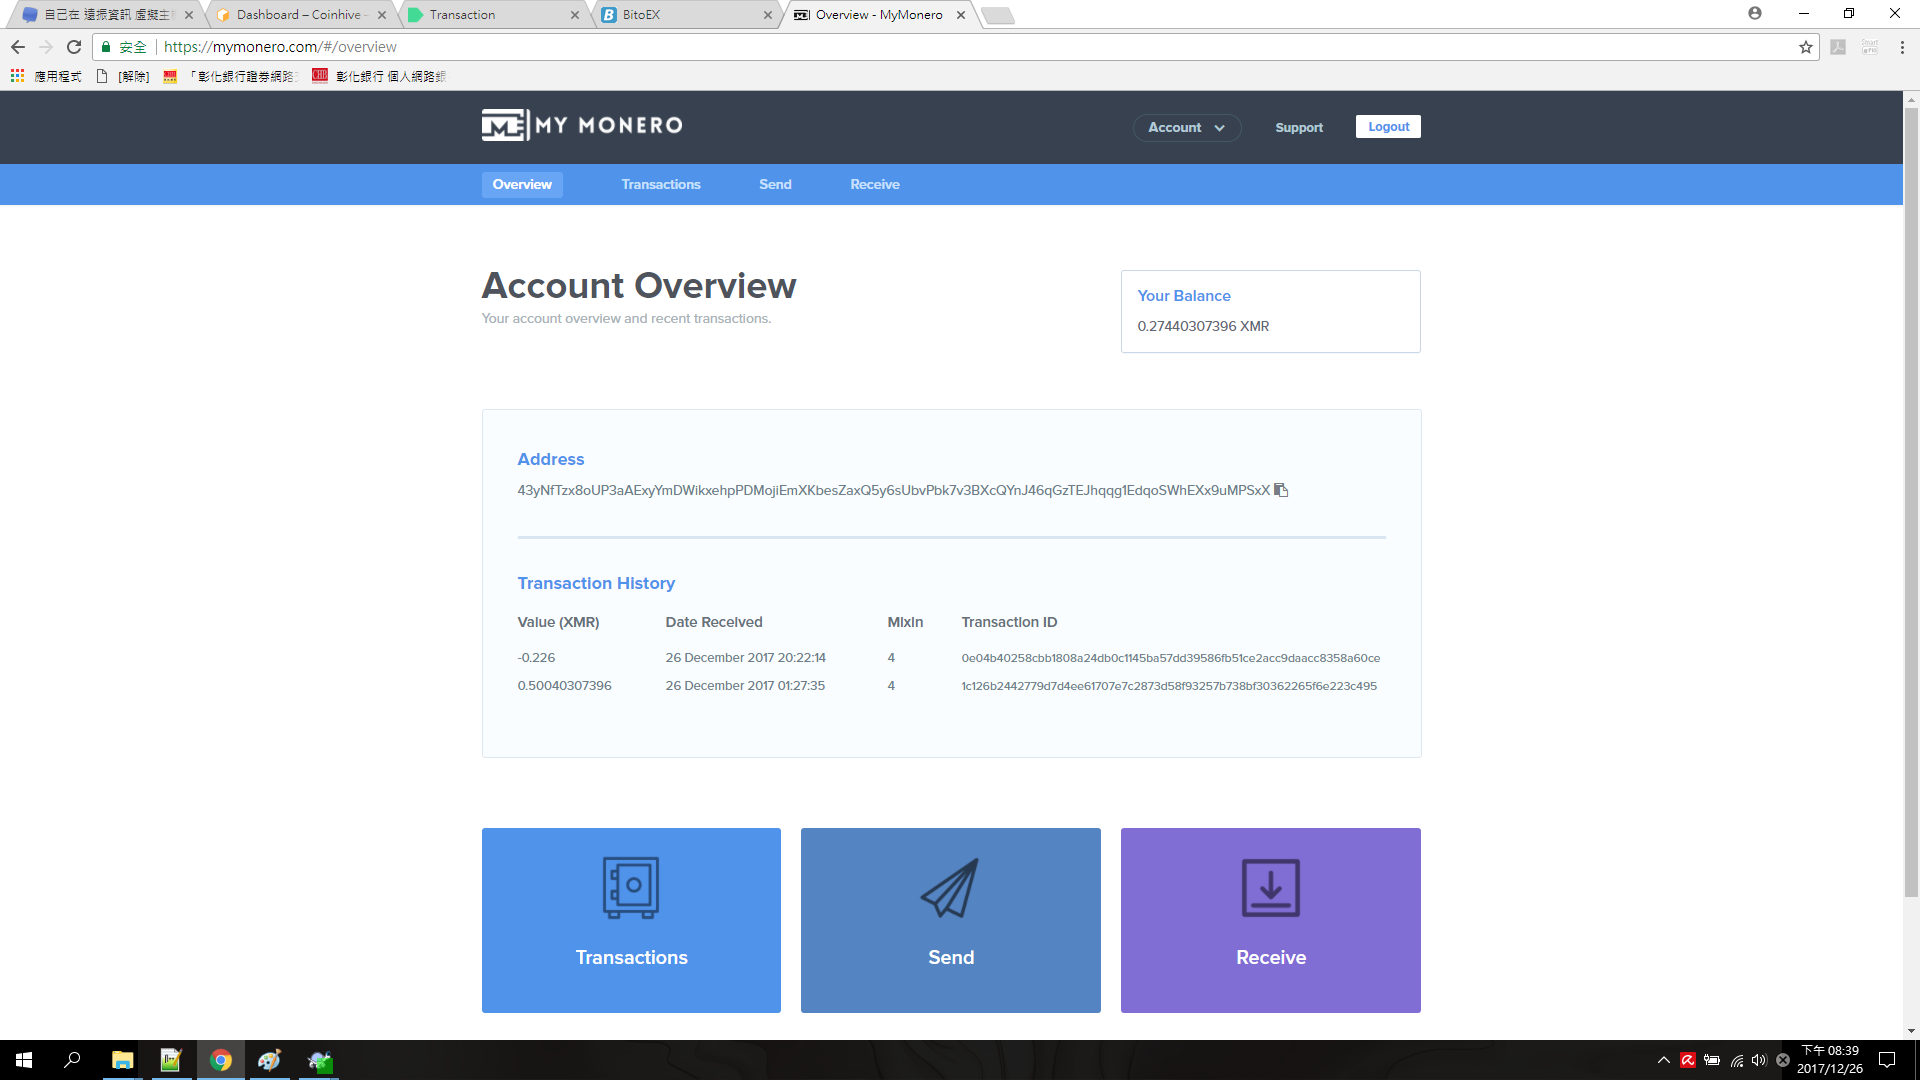 自己在 遠振資訊 虛擬主
Dashboard – Coinhive –
Transaction
BitoEX
Overview - MyMonero
安全
https://mymonero.com/#/overview
應用程式
[解除]
「彰化銀行證券網路
彰化銀行 個人網路銀
MY MONERO
Account
Support
Logout
Overview
Transactions
Send
Receive
Account Overview
Your account overview and recent transactions.
Your Balance
0.27440307396 XMR
Address
43yNfTzx8oUP3aAExyYmDWikxehpPDMojiEmXKbesZaxQ5y6sUbvPbk7v3BXcQYnJ46qGzTEJhqqg1EdqoSWhEXx9uMPSxX
Transaction History
Value (XMR) Date Received MixIn Transaction ID
-0.226 26 December 2017 20:22:14 4 0e04b40258cbb1808a24db0c1145ba57dd39586fb51ce2acc9daacc8358a60ce
0.50040307396 26 December 2017 01:27:35 4 1c126b2442779d7d4ee61707e7c2873d58f93257b738bf30362265f6e223c495
Transactions
Send
Receive
下午 08:39
2017/12/26